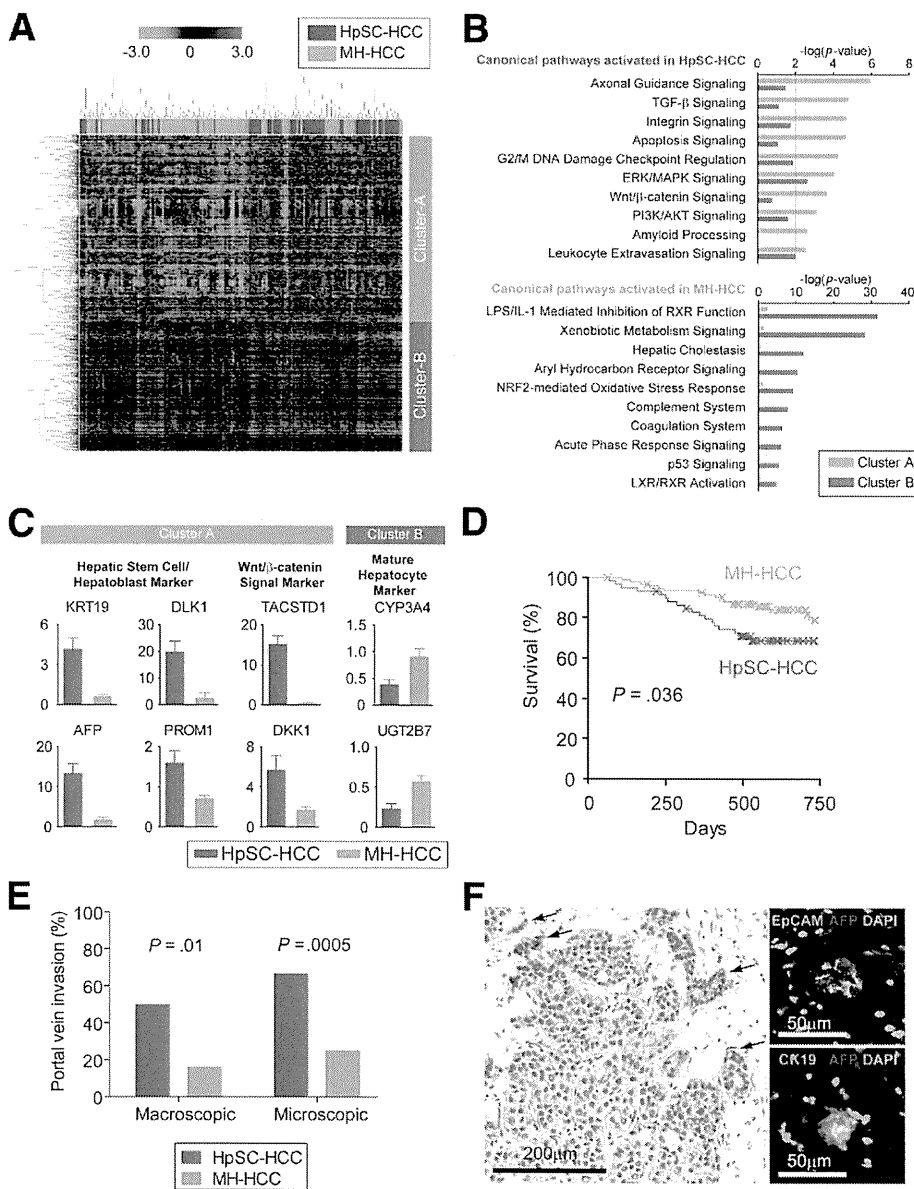 A
-3.0 0 3.0
HpSC-HCC
MH-HCC
Cluster A
Cluster-B
B
-log(p-value)
Canonical pathways activated in HpSC-HCC
0 2 4 6 8
Axonal Guidance Signaling
TGF-β Signaling
Integrin Signaling
Apoptosis Signaling
G2/M DNA Damage Checkpoint Regulation
ERK/MAPK Signaling
Wnt/β-catenin Signaling
PI3K/AKT Signaling
Amyloid Processing
Leukocyte Extravasation Signaling
-log(p-value)
Canonical pathways activated in MH-HCC
0 10 20 30 40
LPS/IL-1 Mediated Inhibition of RXR Function
Xenobiotic Metabolism Signaling
Hepatic Cholestasis
Aryl Hydrocarbon Receptor Signaling
NRF2-mediated Oxidative Stress Response
Complement System
Coagulation System
Acute Phase Response Signaling
p53 Signaling
LXR/RXR Activation
Cluster A
Cluster B
C
Cluster A
Cluster B
Hepatic Stem Cell/
Hepatoblast Marker
Wnt/β-catenin
Signal Marker
Mature
Hepatocyte
Marker
KRT19
6
3
0
DLK1
30
20
10
0
TACSTD1
20
10
0
CYP3A4
1.5
1.0
0.5
0.0
AFP
20
10
0
PROM1
2
1
0
DKK1
8
4
0
UGT2B7
1.0
0.5
0.0
HpSC-HCC
MH-HCC
D
Survival (%)
100
80
60
40
20
0
MH-HCC
HpSC-HCC
P = .036
0 250 500 750
Days
E
Portal vein invasion (%)
100
80
60
40
20
0
P = .01
P = .0005
Macroscopic
Microscopic
HpSC-HCC
MH-HCC
F
200μm
EpCAM AFP DAPI
50μm
CK19 AFP DAPI
50μm